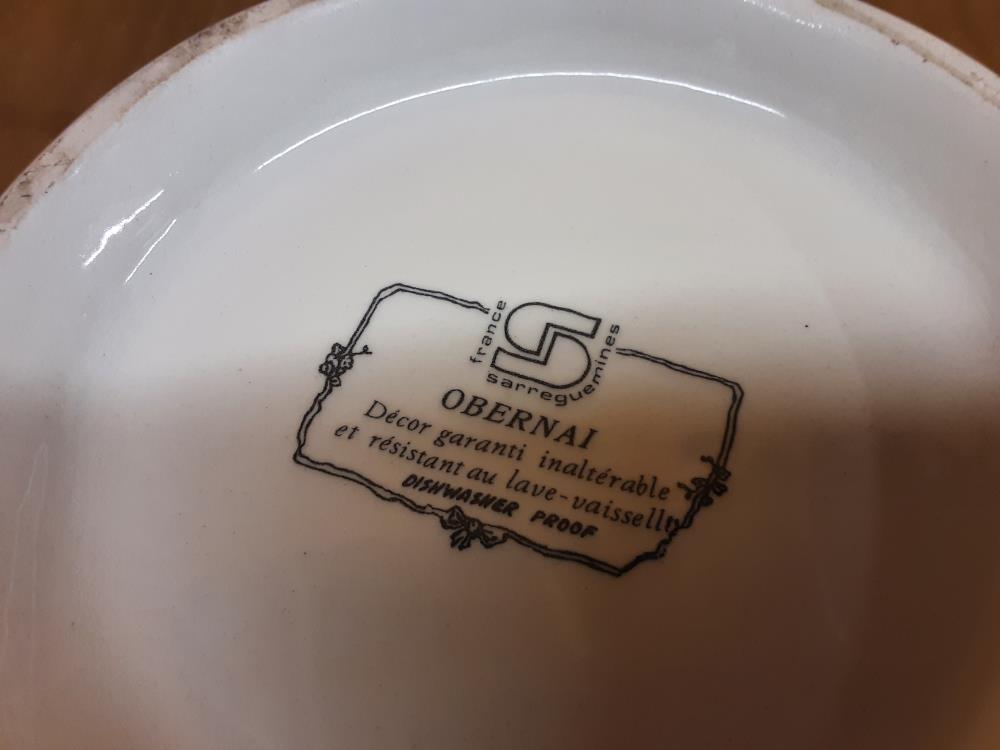 france
S
sarreguemines
OBERNAI
Décor garanti inaltérable
et résistant au lave-vaisselle
DISHWASHER PROOF